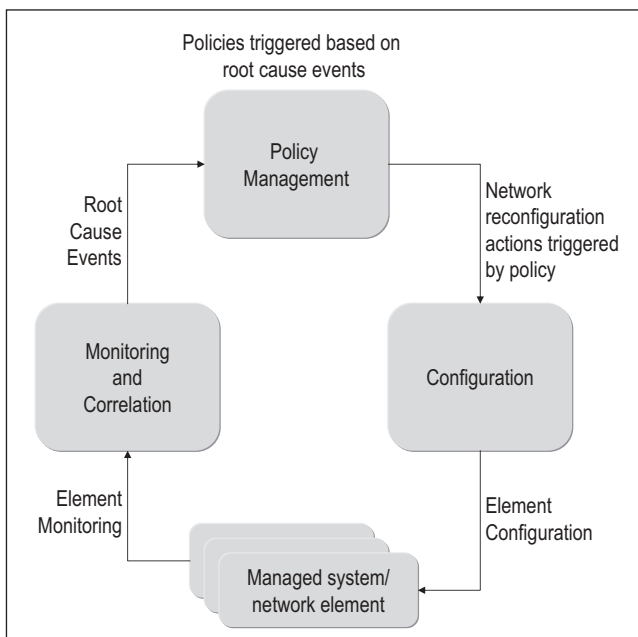 Policies triggered based on
root cause events
Policy
Management
Root
Cause
Events
Network
reconfiguration
actions triggered
by policy
Monitoring
and
Correlation
Configuration
Element
Monitoring
Element
Configuration
Managed system/
network element